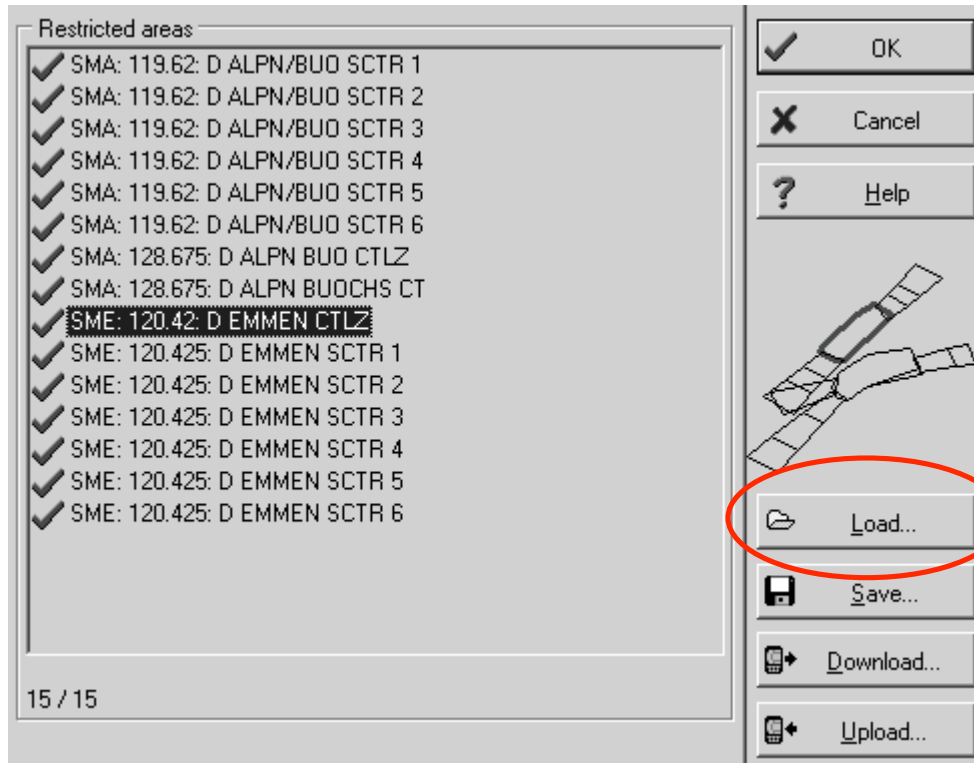 Restricted areas
SMA: 119.62: D ALPN/BUO SCTR 1
SMA: 119.62: D ALPN/BUO SCTR 2
SMA: 119.62: D ALPN/BUO SCTR 3
SMA: 119.62: D ALPN/BUO SCTR 4
SMA: 119.62: D ALPN/BUO SCTR 5
SMA: 119.62: D ALPN/BUO SCTR 6
SMA: 128.675: D ALPN BUO CTLZ
SMA: 128.675: D ALPN BUOCHS CT
SME: 120.42: D EMMEN CTLZ
SME: 120.425: D EMMEN SCTR 1
SME: 120.425: D EMMEN SCTR 2
SME: 120.425: D EMMEN SCTR 3
SME: 120.425: D EMMEN SCTR 4
SME: 120.425: D EMMEN SCTR 5
SME: 120.425: D EMMEN SCTR 6
15 / 15
OK
Cancel
Help
Load...
Save...
Download...
Upload...